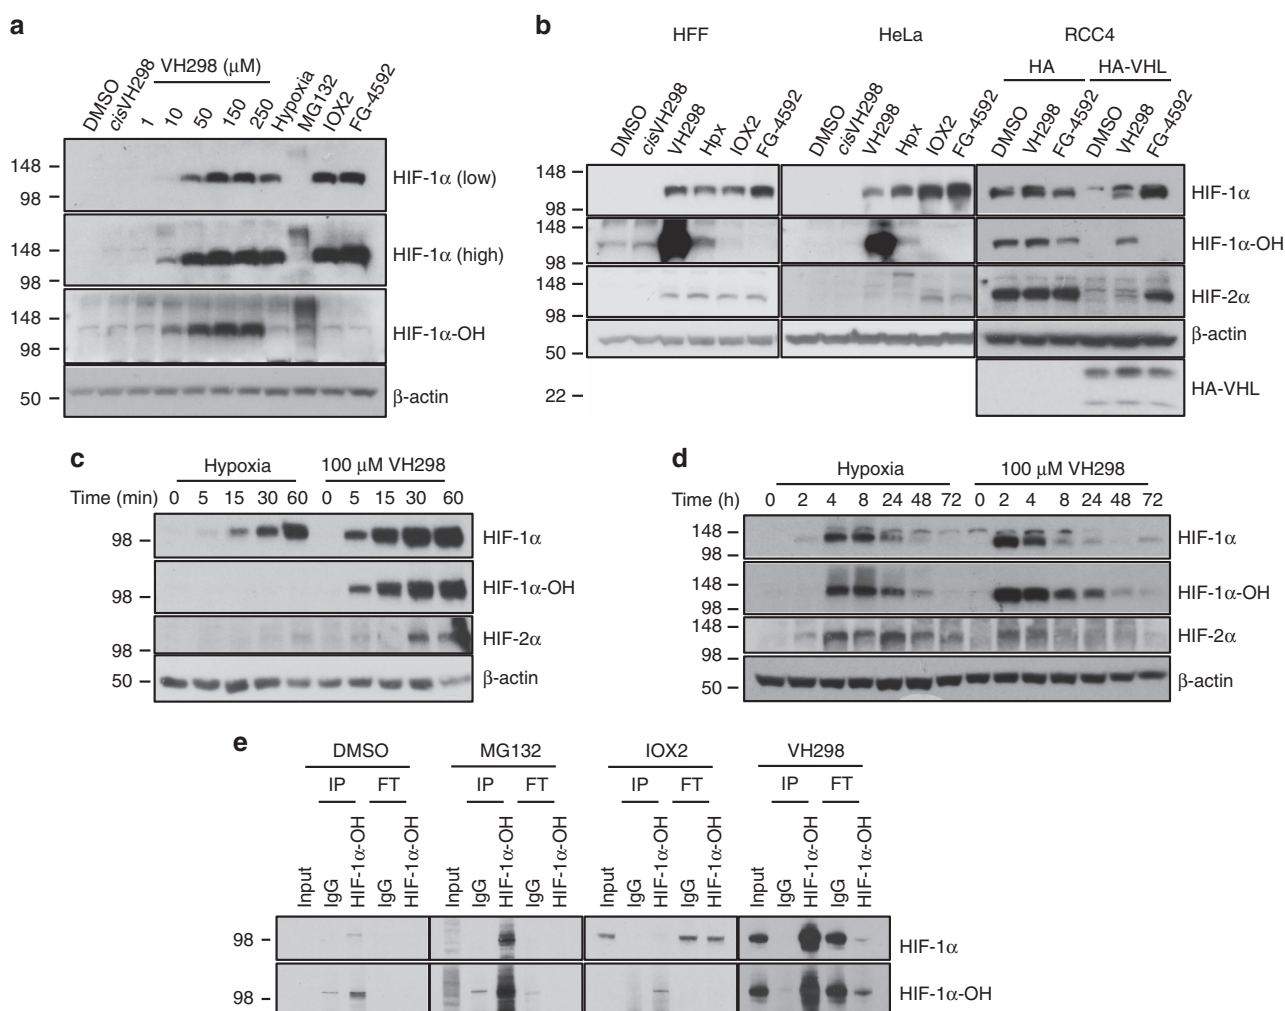 a
DMSO
cisVH298
VH298 (μM)
1
10
50
150
250
Hypoxia
MG132
IOX2
FG-4592
148
98
HIF-1α (low)
148
98
HIF-1α (high)
148
98
HIF-1α-OH
50
β-actin
b
HFF
HeLa
RCC4
HA
HA-VHL
DMSO
cisVH298
VH298
Hpx
IOX2
FG-4592
DMSO
cisVH298
VH298
Hpx
IOX2
FG-4592
DMSO
VH298
FG-4592
DMSO
VH298
FG-4592
148
98
HIF-1α
148
98
HIF-1α-OH
148
98
HIF-2α
50
β-actin
22
HA-VHL
c
Hypoxia
100 μM VH298
Time (min) 0 5 15 30 60 0 5 15 30 60
98
HIF-1α
98
HIF-1α-OH
98
HIF-2α
50
β-actin
d
Hypoxia
100 μM VH298
Time (h) 0 2 4 8 24 48 72 0 2 4 8 24 48 72
148
98
HIF-1α
148
98
HIF-1α-OH
148
98
HIF-2α
50
β-actin
e
DMSO
MG132
IOX2
VH298
IP FT IP FT IP FT IP FT
Input
IgG
HIF-1α-OH
IgG
HIF-1α-OH
Input
IgG
HIF-1α-OH
IgG
HIF-1α-OH
Input
IgG
HIF-1α-OH
IgG
HIF-1α-OH
Input
IgG
HIF-1α-OH
IgG
HIF-1α-OH
98
HIF-1α
98
HIF-1α-OH